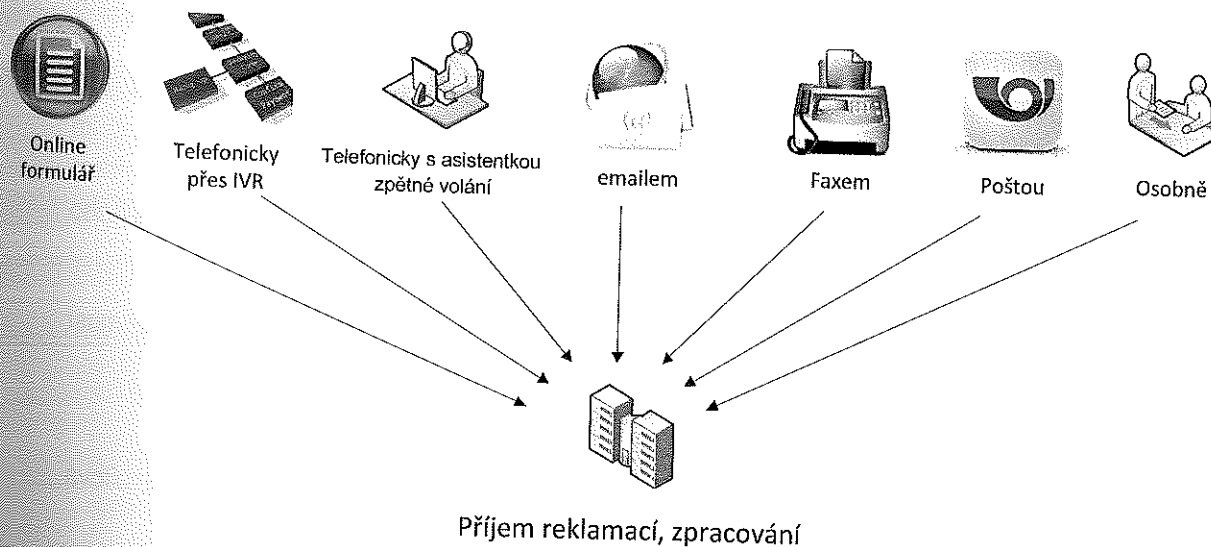 Online
formulář
Telefonicky
přes IVR
Telefonicky s asistentkou
zpětné volání
emailem
Faxem
Poštou
Osobně
Příjem reklamací, zpracování